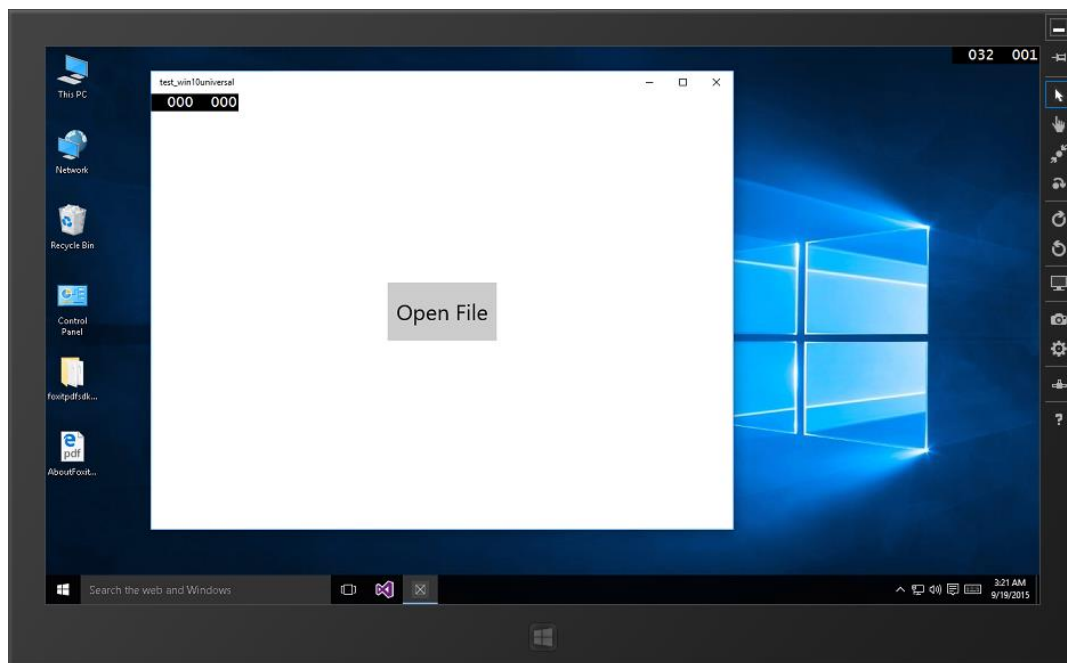 032 001
This PC
test_win10universal
000 000
Network
Recycle Bin
Open File
Control
Panel
foxitpdfsdk...
pdf
AboutFoxit...
Search the web and Windows
3:21 AM
9/19/2015
?